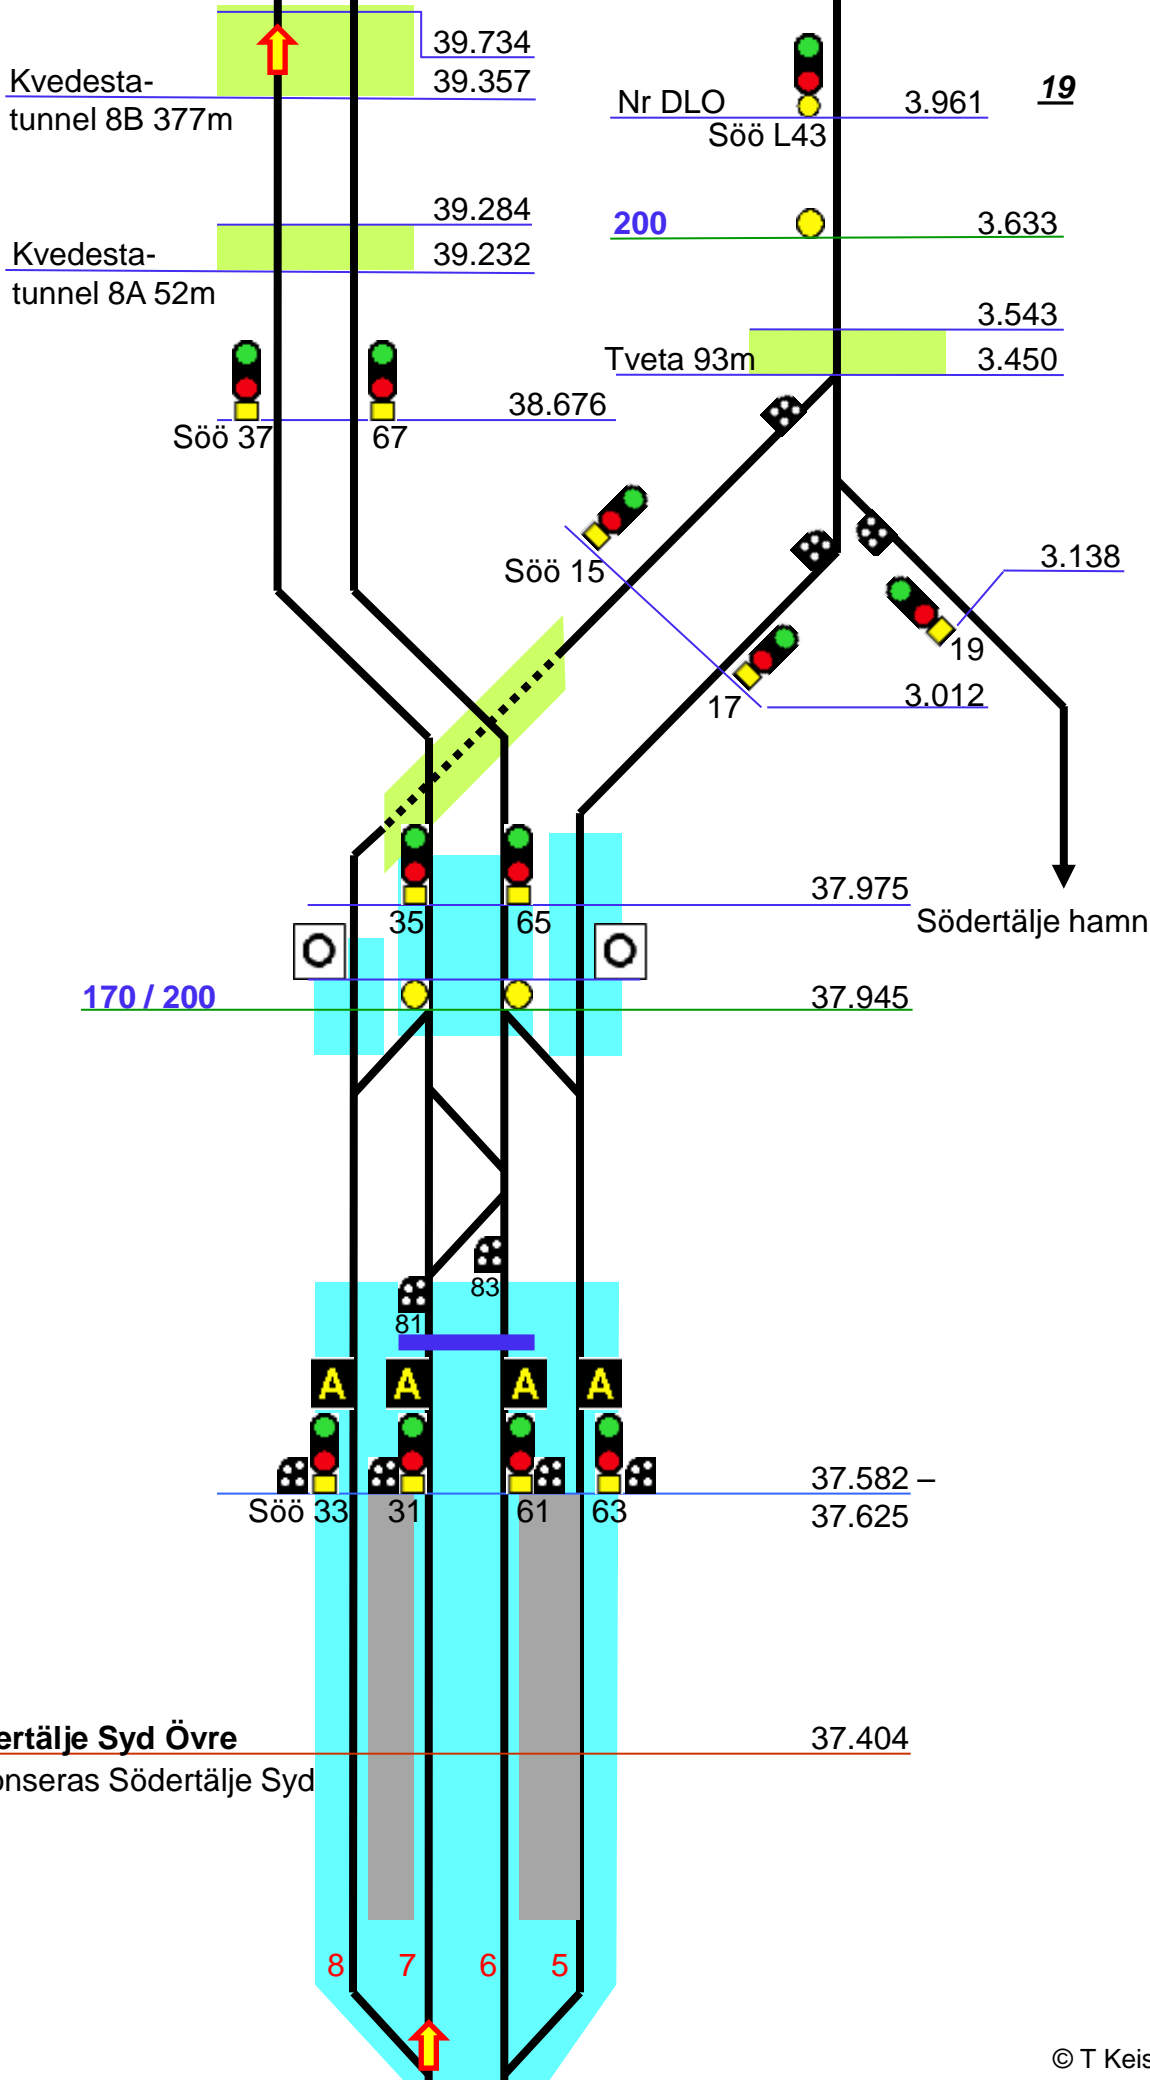 39.734
Kvedesta-
39.357
tunnel 8B 377m
19
Nr DLO
3.961
Söö L43
39.284
200
3.633
Kvedesta-
39.232
tunnel 8A 52m
3.543
Tveta 93m
3.450
38.676
Söö 37
67
Söö 15
3.138
19
17
3.012
37.975
35
65
Södertälje hamn
170 / 200
37.945
83
81
A A A A
37.582 –
Söö 33
31
61
63
37.625
ertälje Syd Övre
37.404
onseras Södertälje Syd
8 7 6 5
© T Keis